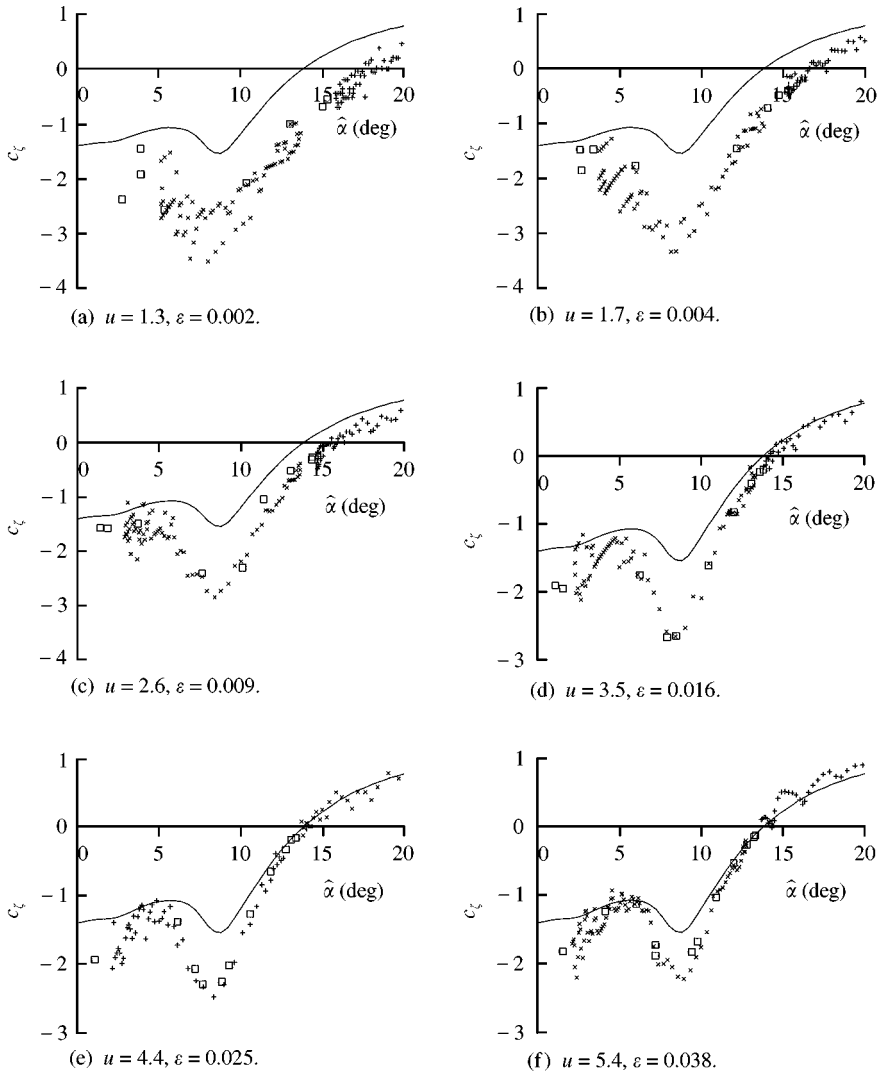 1
0
− 1
− 2
− 3
− 4
0 5 10 15 20
α̂ (deg)
c_ζ
(a) u = 1.3, ε = 0.002.
1
0
− 1
− 2
− 3
− 4
0 5 10 15 20
α̂ (deg)
c_ζ
(b) u = 1.7, ε = 0.004.
1
0
− 1
− 2
− 3
− 4
0 5 10 15 20
α̂ (deg)
c_ζ
(c) u = 2.6, ε = 0.009.
1
0
− 1
− 2
− 3
0 5 10 15 20
α̂ (deg)
c_ζ
(d) u = 3.5, ε = 0.016.
1
0
− 1
− 2
− 3
0 5 10 15 20
α̂ (deg)
c_ζ
(e) u = 4.4, ε = 0.025.
1
0
− 1
− 2
− 3
0 5 10 15 20
α̂ (deg)
c_ζ
(f) u = 5.4, ε = 0.038.